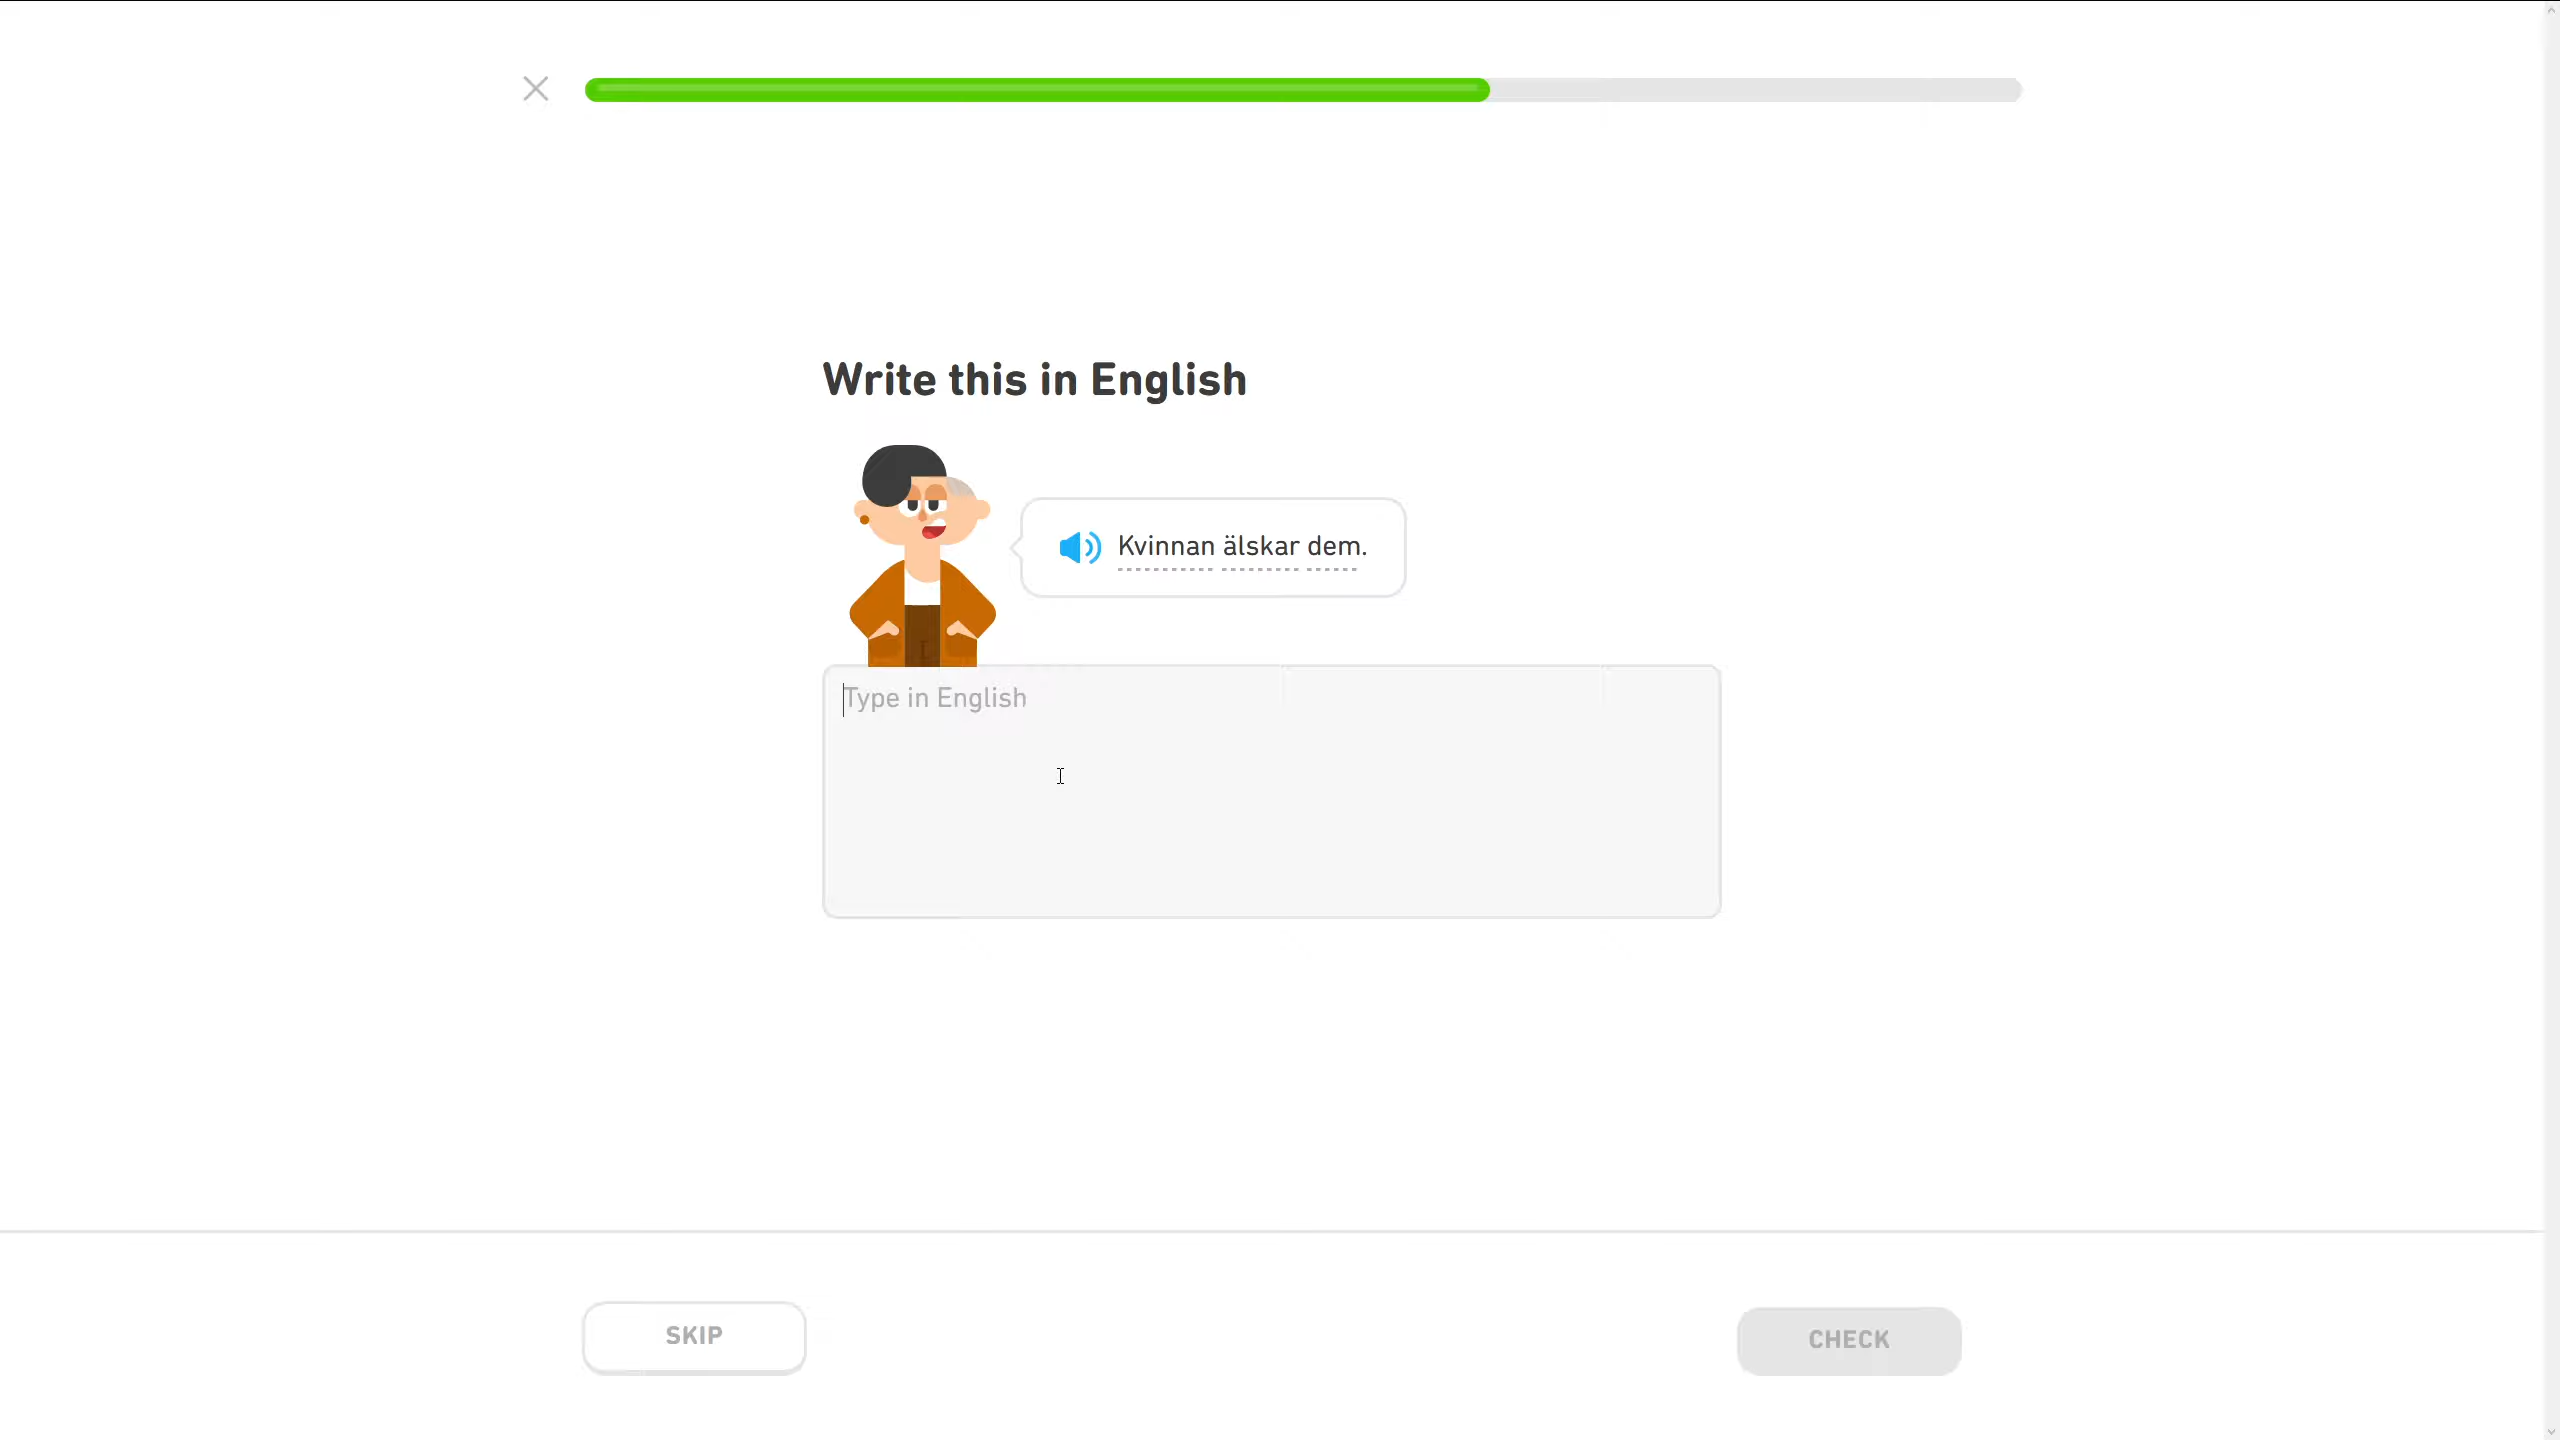 Write this in English
Kvinnan älskar dem.
Type in English
SKIP
CHECK